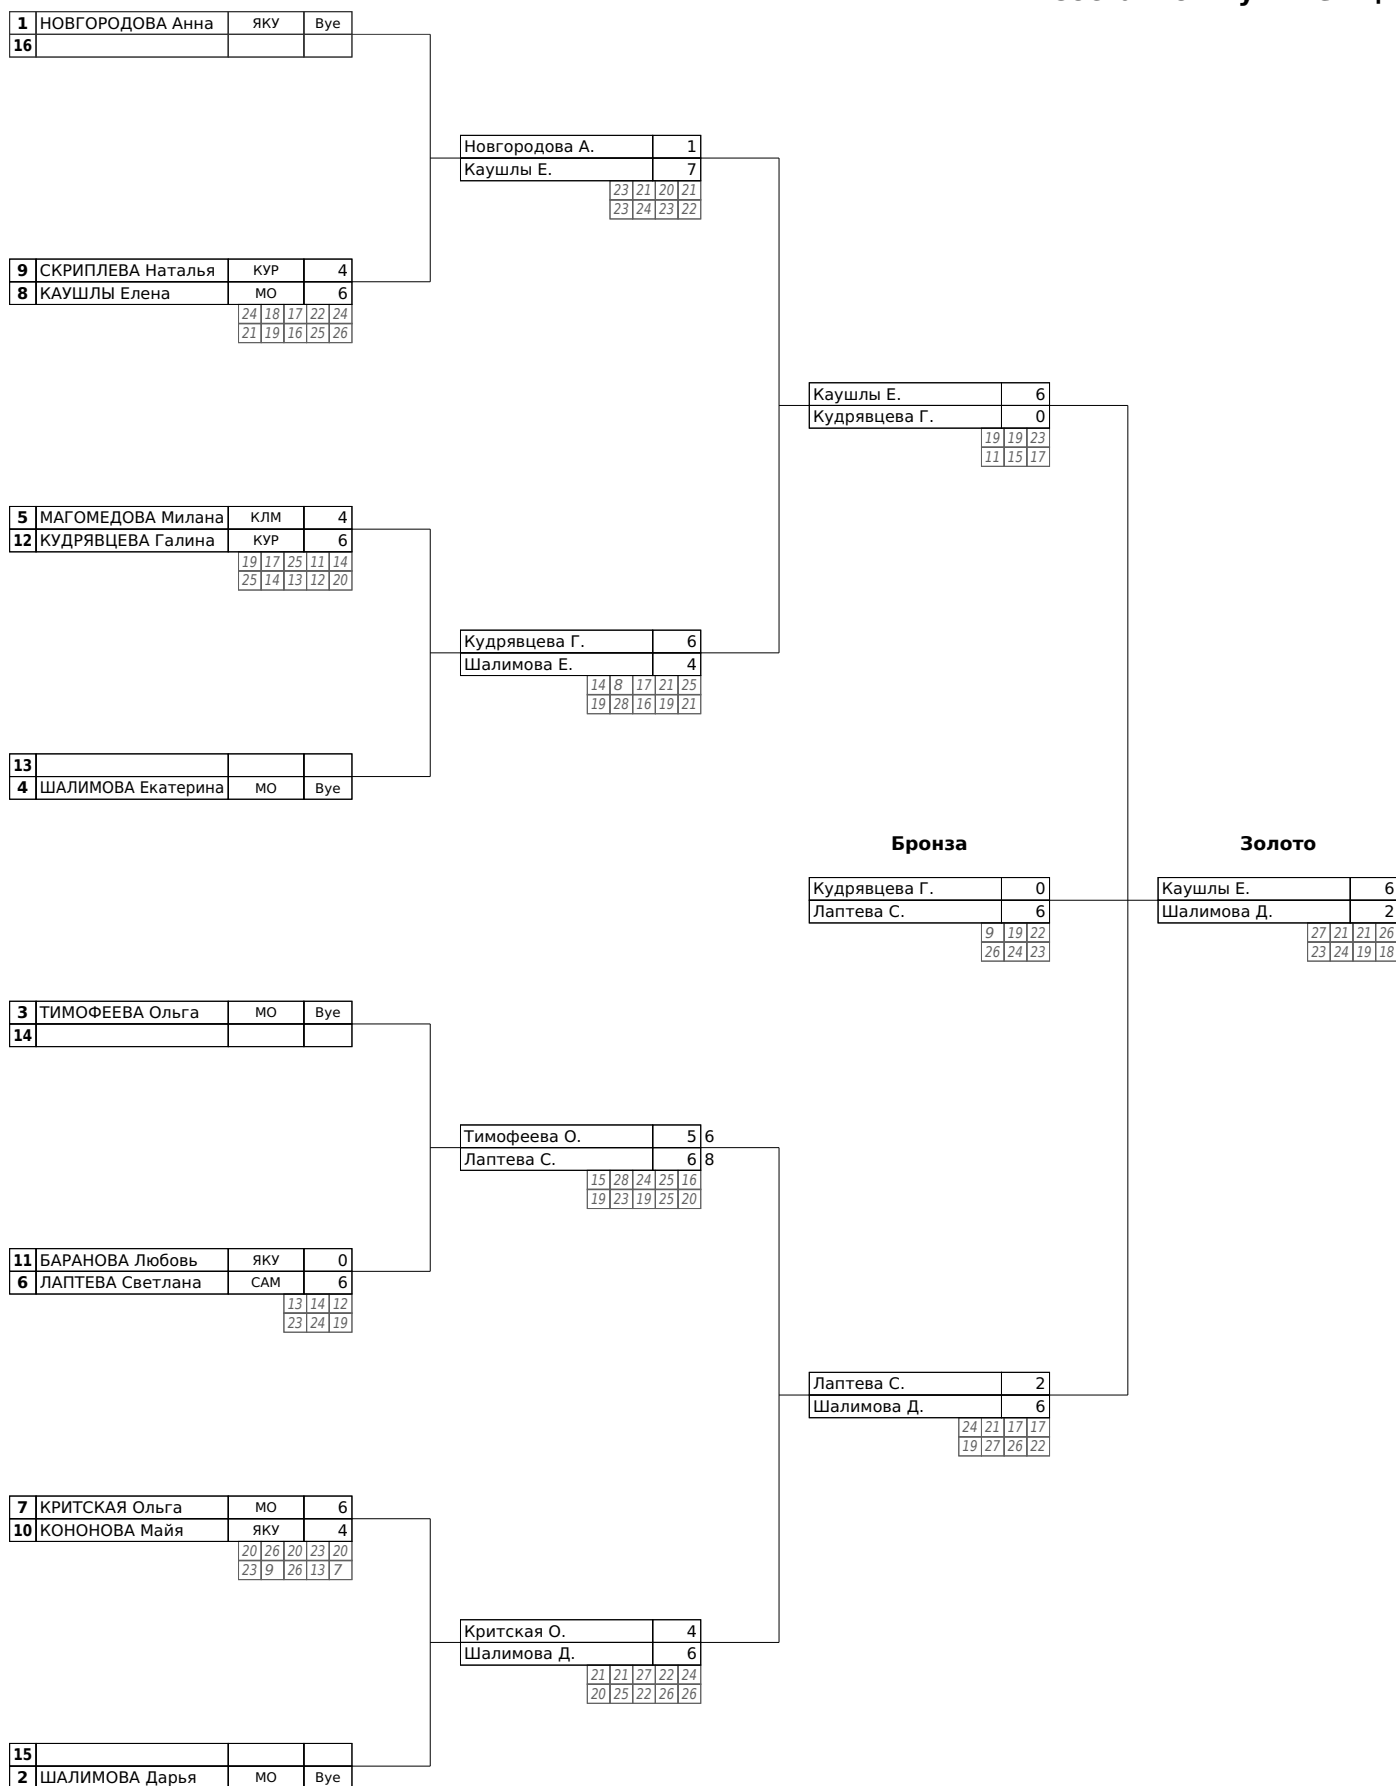 1 НОВГОРОДОВА Анна ЯКУ Bye
16
Новгородова А. 1
Каушлы Е. 7
23 21 20 21
23 24 23 22
9 СКРИПЛЕВА Наталья КУР 4
8 КАУШЛЫ Елена МО 6
24 18 17 22 24
21 19 16 25 26
Каушлы Е. 6
Кудрявцева Г. 0
19 19 23
11 15 17
5 МАГОМЕДОВА Милана КЛМ 4
12 КУДРЯВЦЕВА Галина КУР 6
19 17 25 11 14
25 14 13 12 20
Кудрявцева Г. 6
Шалимова Е. 4
14 8 17 21 25
19 28 16 19 21
13
4 ШАЛИМОВА Екатерина МО Bye
Бронза Золото
Кудрявцева Г. 0 Каушлы Е. 6
Лаптева С. 6 Шалимова Д. 2
9 19 22 27 21 21 26
26 24 23 23 24 19 18
3 ТИМОФЕЕВА Ольга МО Bye
14
Тимофеева О. 5 6
Лаптева С. 6 8
15 28 24 25 16
19 23 19 25 20
11 БАРАНОВА Любовь ЯКУ 0
6 ЛАПТЕВА Светлана САМ 6
13 14 12
23 24 19
Лаптева С. 2
Шалимова Д. 6
24 21 17 17
19 27 26 22
7 КРИТСКАЯ Ольга МО 6
10 КОНОНОВА Майя ЯКУ 4
20 26 20 23 20
23 9 26 13 7
Критская О. 4
Шалимова Д. 6
21 21 27 22 24
20 25 22 26 26
15
2 ШАЛИМОВА Дарья МО Bye